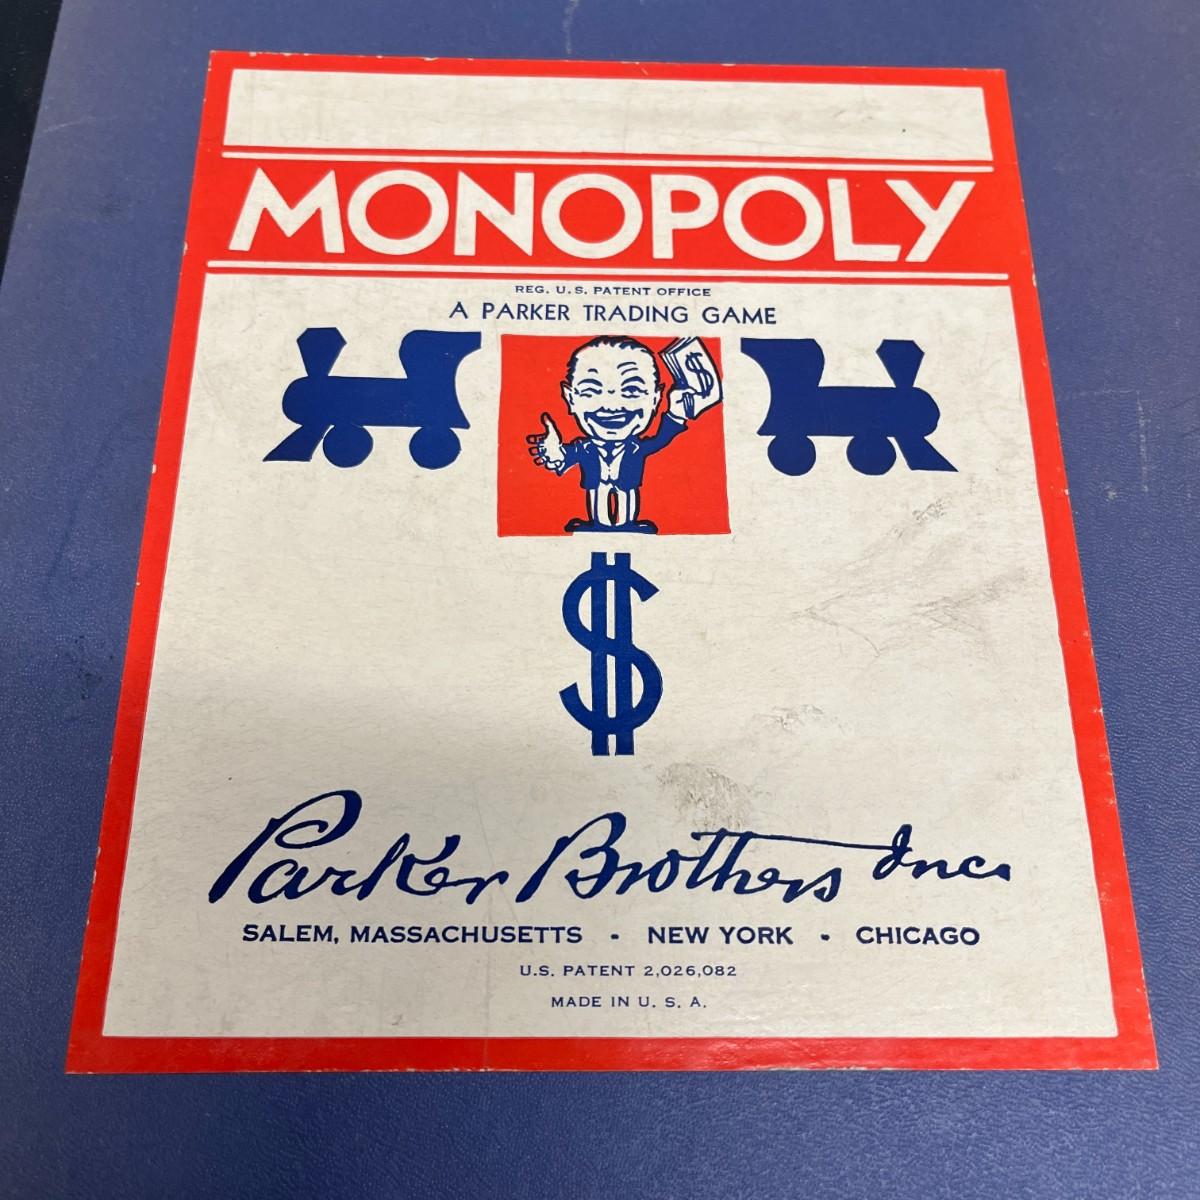 MONOPOLY
REG. U.S. PATENT OFFICE
A PARKER TRADING GAME
$
$
Parker Brothers Inc.
SALEM, MASSACHUSETTS • NEW YORK • CHICAGO
U.S. PATENT 2,026,082
MADE IN U. S. A.